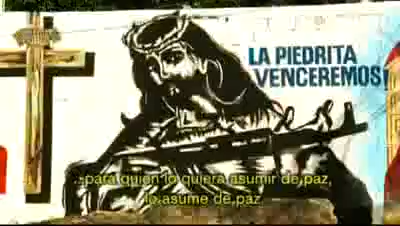 LA PIEDRITA
VENCEREMOS!
...para quien lo quiera asumir de paz,
lo asume de paz.